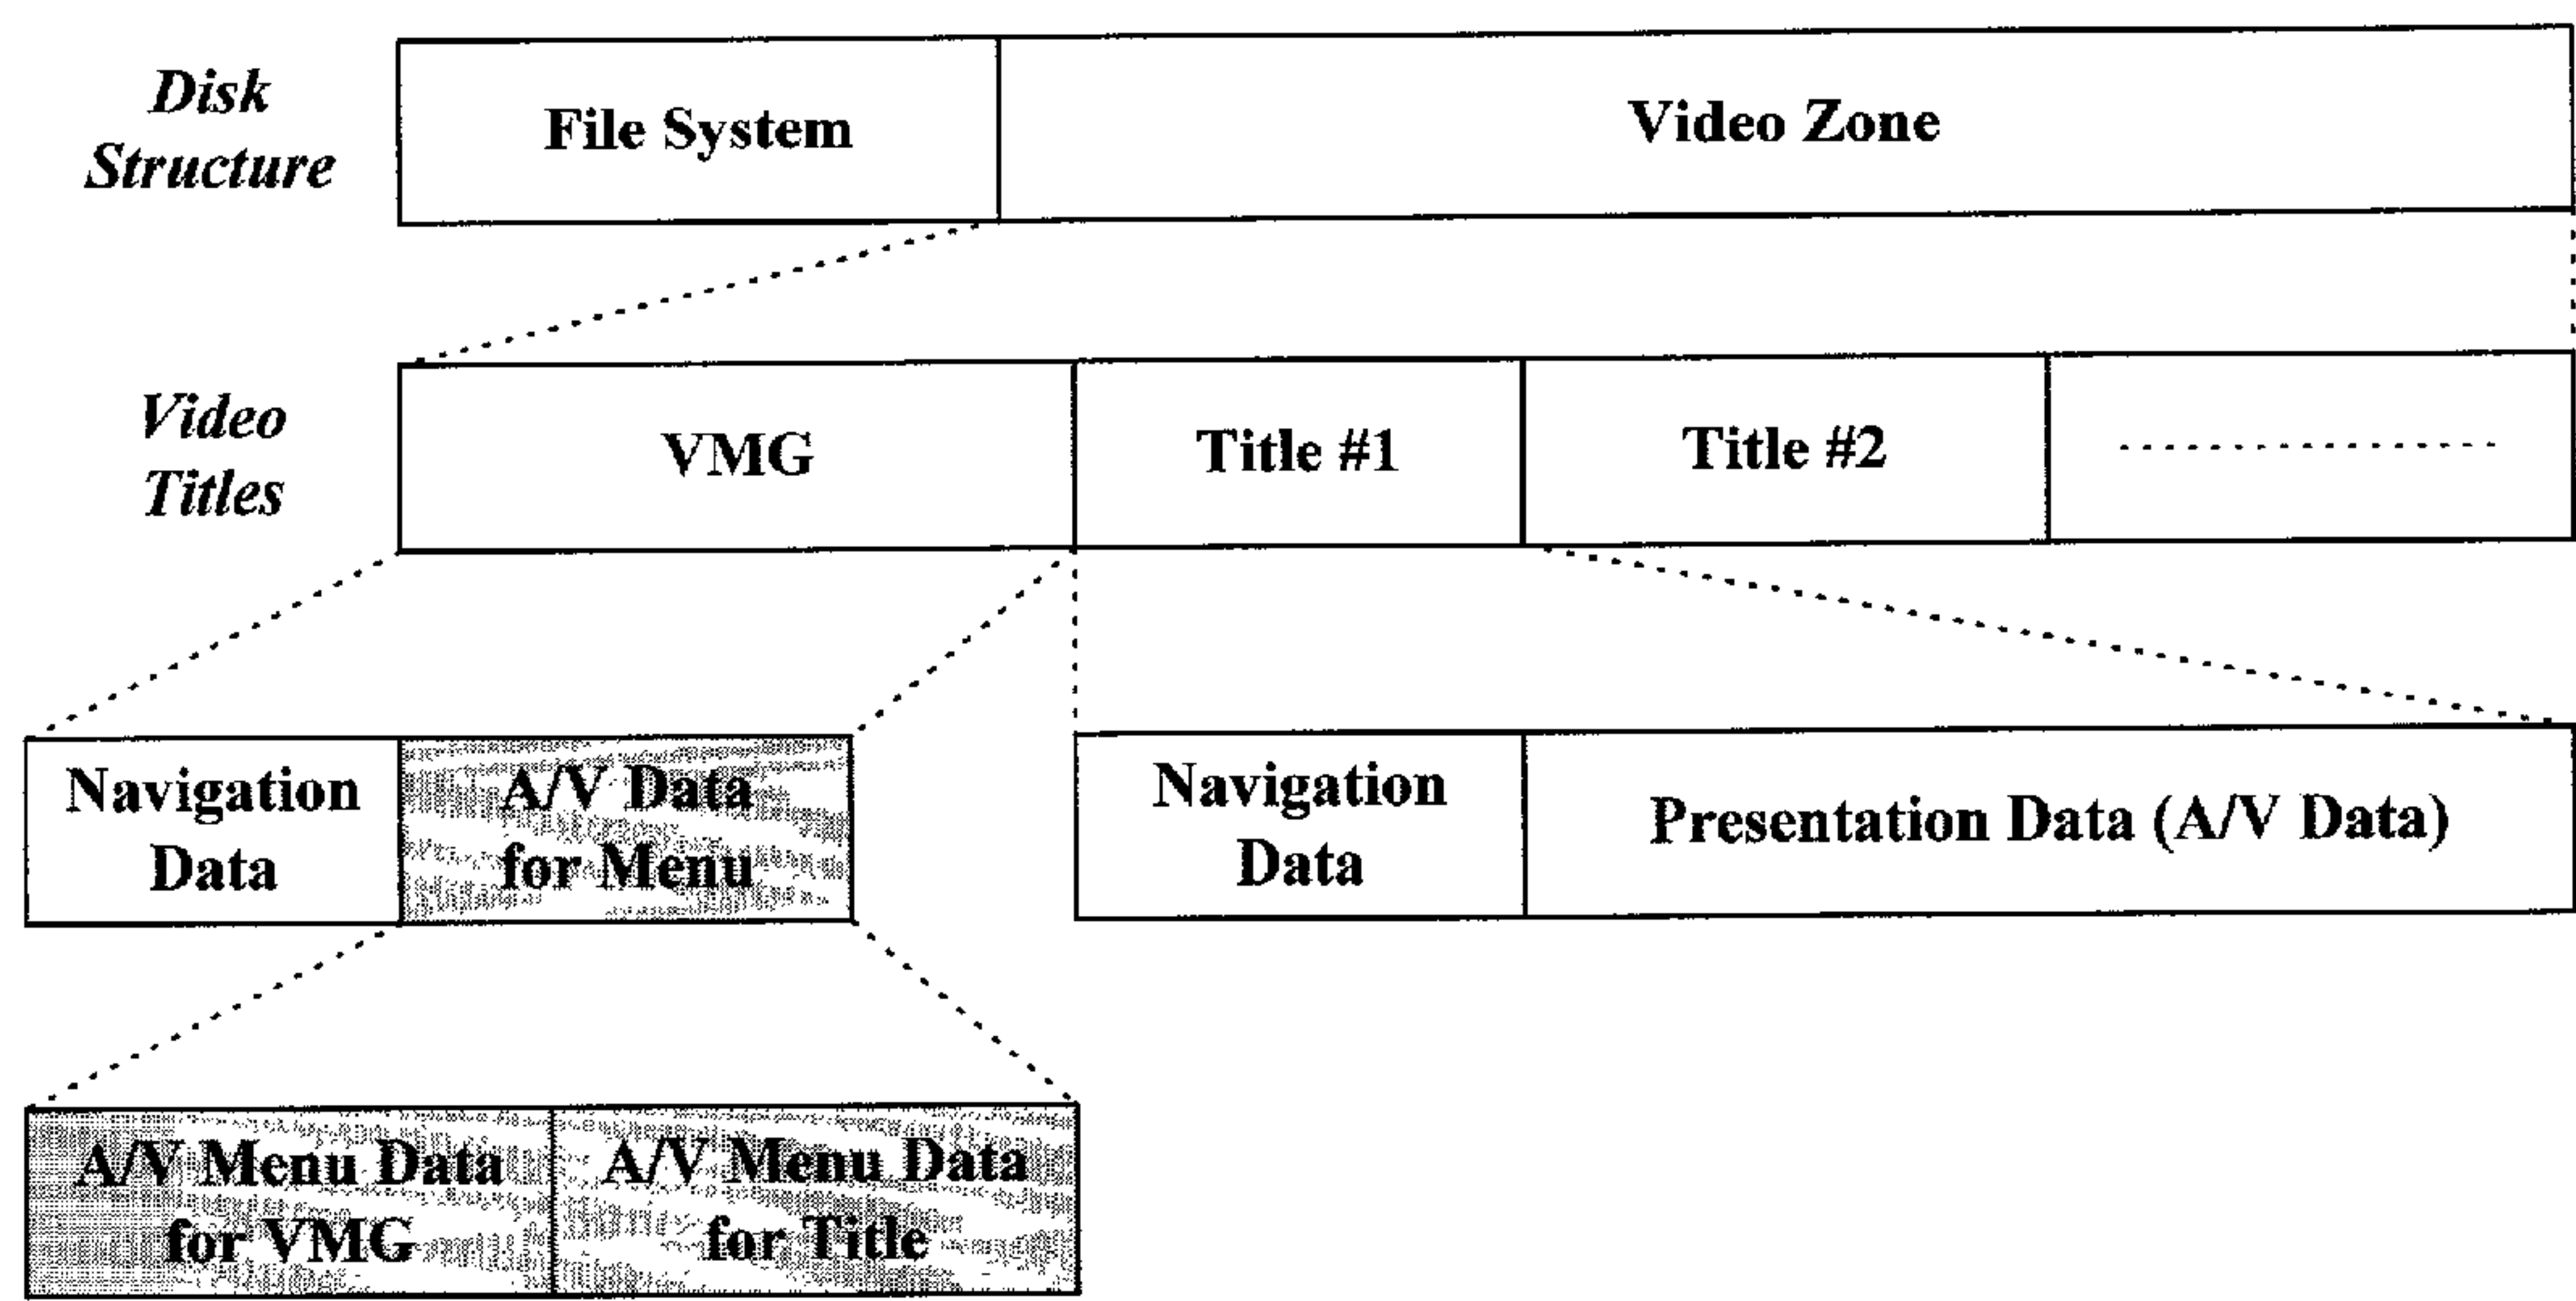 Disk
Structure
File System
Video Zone
Video
Titles
VMG
Title #1
Title #2
Navigation
Data
A/V Data
for Menu
Navigation
Data
Presentation Data (A/V Data)
A/V Menu Data
for VMG
A/V Menu Data
for Title